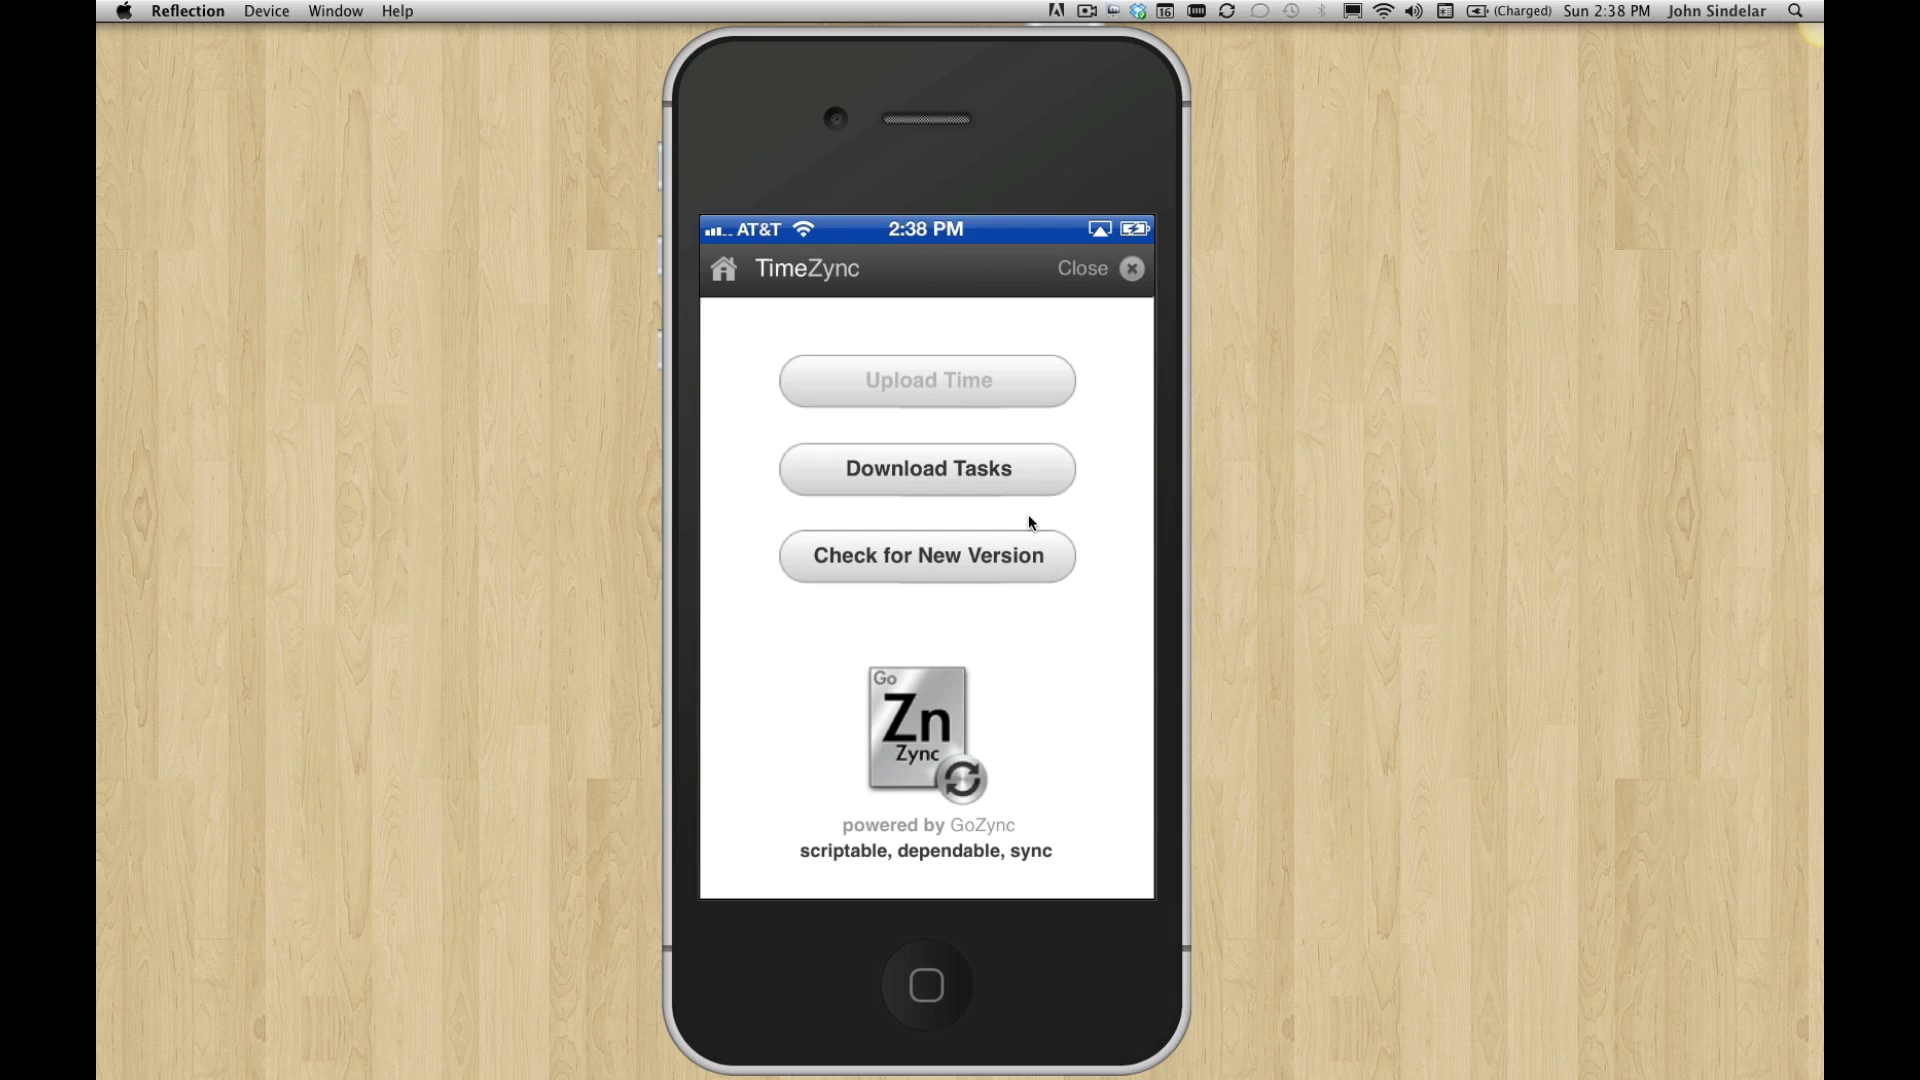 Reflection Device Window Help
16 (Charged) Sun 2:38 PM John Sindelar
AT&T 2:38 PM
TimeZync Close
Upload Time
Download Tasks
Check for New Version
Go
Zn
Zync
powered by GoZync
scriptable, dependable, sync